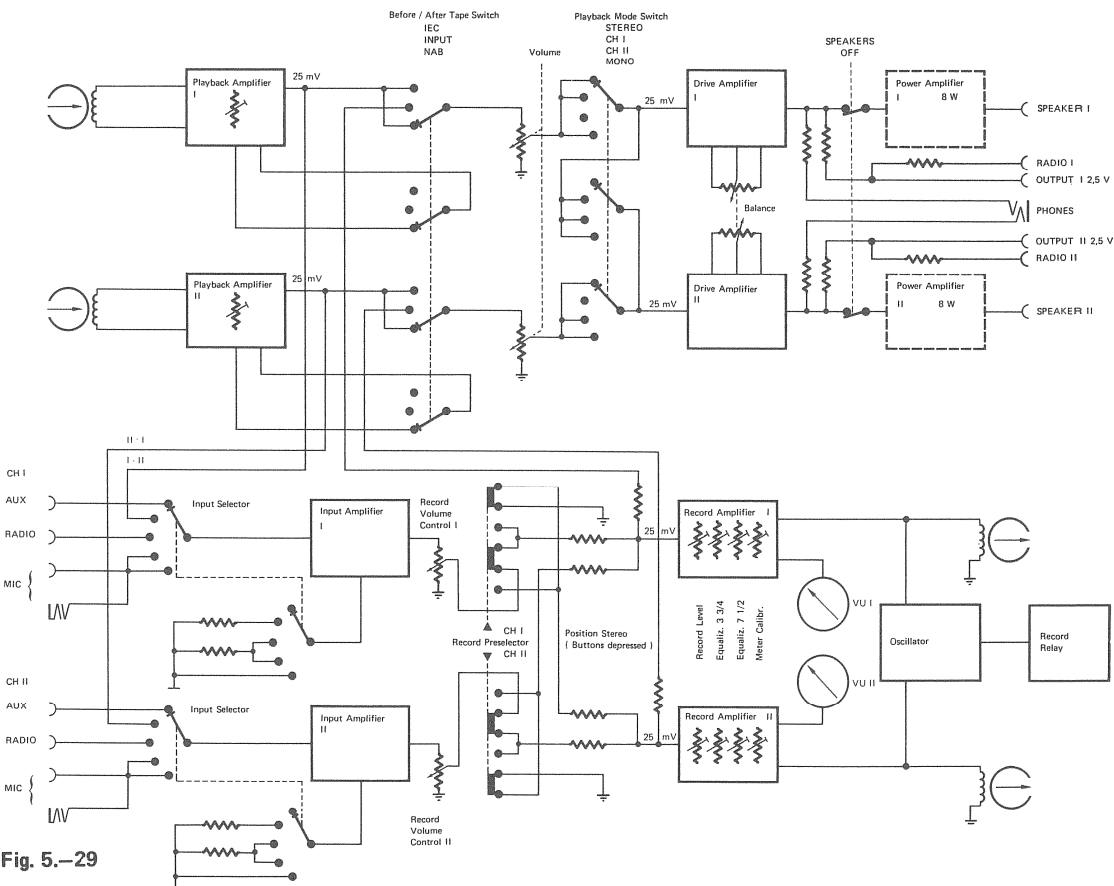 Before / After Tape Switch
IEC
INPUT
NAB
Volume
Playback Mode Switch
STEREO
CH I
CH II
MONO
SPEAKERS
OFF
Playback Amplifier
I
25 mV
25 mV
Drive Amplifier
I
Power Amplifier
I 8 W
SPEAKER I
RADIO I
OUTPUT I 2,5 V
PHONES
Balance
OUTPUT II 2,5 V
RADIO II
Playback Amplifier
II
25 mV
25 mV
Drive Amplifier
II
Power Amplifier
II 8 W
SPEAKER II
II - I
I - II
CH I
AUX
RADIO
MIC
Input Selector
Input Amplifier
I
Record
Volume
Control I
25 mV
Record Amplifier I
VU I
Record Level
Equaliz. 3 3/4
Equaliz. 7 1/2
Meter Calibr.
CH I
Record Preselector
CH II
Position Stereo
( Buttons depressed )
Oscillator
Record
Relay
VU II
CH II
AUX
RADIO
MIC
Input Selector
Input Amplifier
II
Record
Volume
Control II
25 mV
Record Amplifier II
Fig. 5.—29